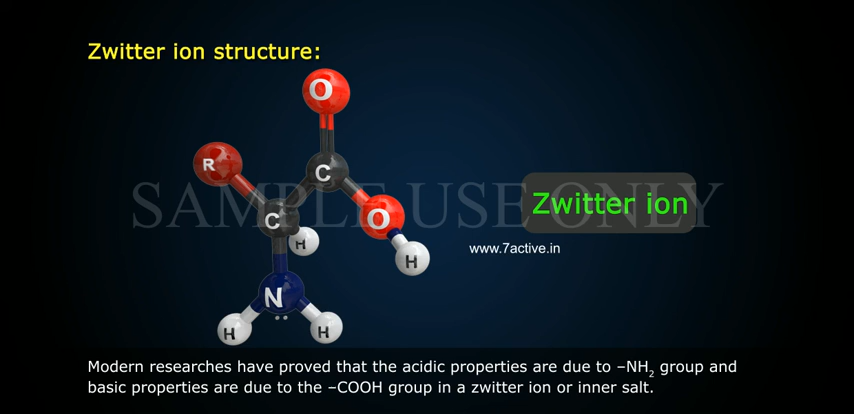 Zwitter ion structure:
O
R
C
C
O
H
H
N
H
H
SAMPLE USE ONLY
Zwitter ion
www.7active.in
Modern researches have proved that the acidic properties are due to –NH₂ group and
basic properties are due to the –COOH group in a zwitter ion or inner salt.